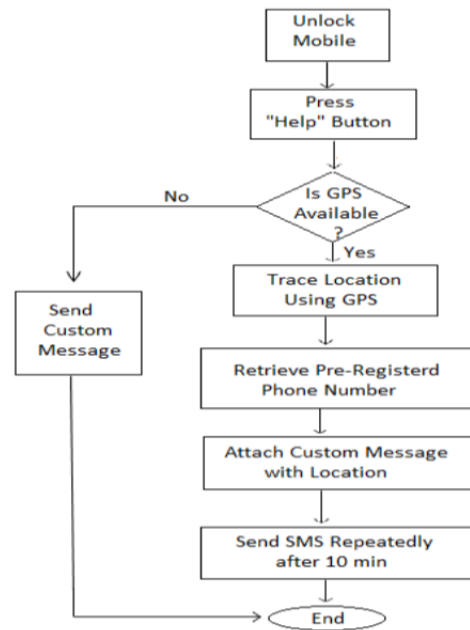 Unlock
Mobile
Press
"Help" Button
Is GPS
Available
?
No
Yes
Trace Location
Using GPS
Send
Custom
Message
Retrieve Pre-Registerd
Phone Number
Attach Custom Message
with Location
Send SMS Repeatedly
after 10 min
End